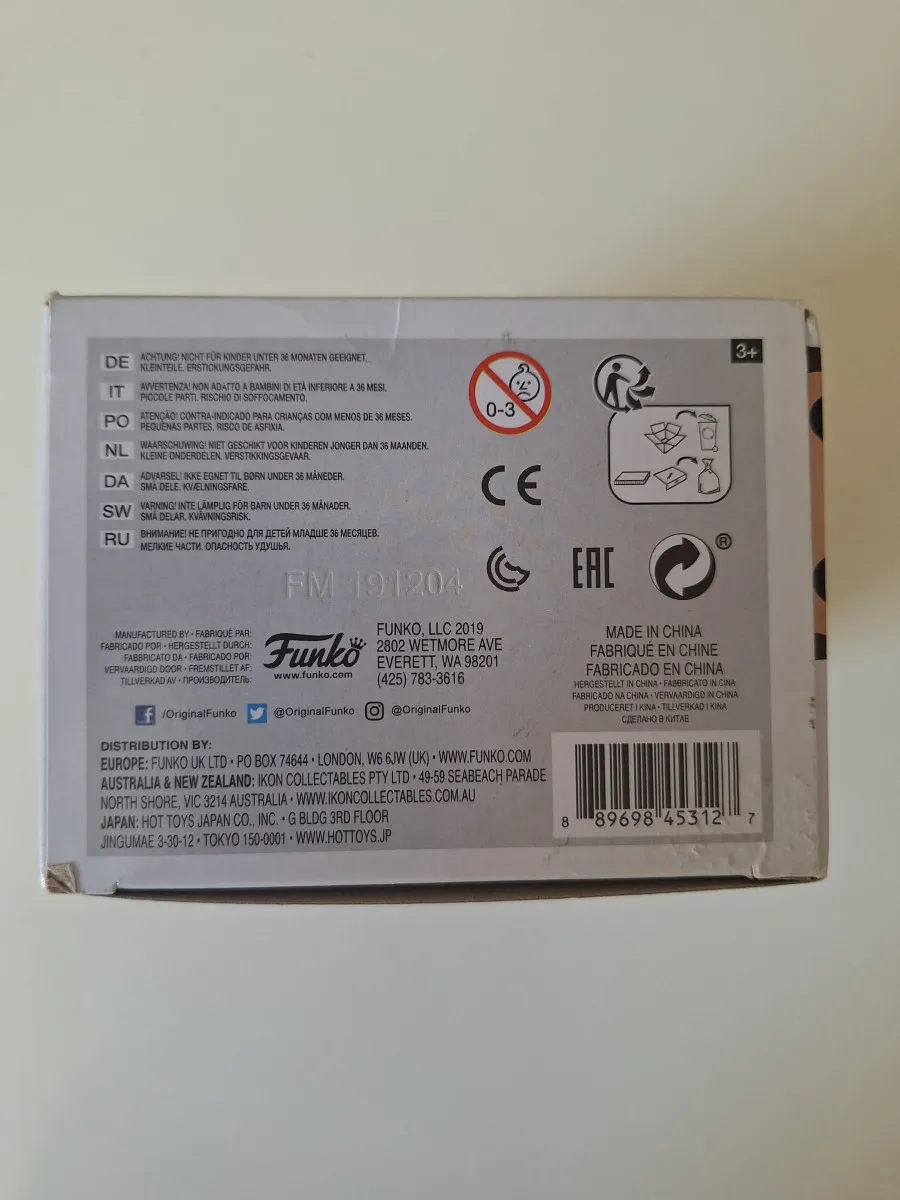 3+
DE ACHTUNG! NICHT FÜR KINDER UNTER 36 MONATEN GEEIGNET.
KLEINTEILE. ERSTICKUNGSGEFAHR.
IT AVVERTENZA! NON ADATTO A BAMBINI DI ETÀ INFERIORE A 36 MESI.
PICCOLE PARTI. RISCHIO DI SOFFOCAMENTO.
PO ATENÇÃO! CONTRA-INDICADO PARA CRIANÇAS COM MENOS DE 36 MESES.
PEQUENAS PARTES. RISCO DE ASFIXIA.
NL WAARSCHUWING! NIET GESCHIKT VOOR KINDEREN JONGER DAN 36 MAANDEN.
KLEINE ONDERDELEN. VERSTIKKINGSGEVAAR.
DA ADVARSEL! IKKE EGNET TIL BØRN UNDER 36 MÅNEDER.
SMÅ DELE. KVÆLNINGSFARE.
SW VARNING! INTE LÄMPLIG FÖR BARN UNDER 36 MÅNADER.
SMÅ DELAR. KVÄVNINGSRISK.
RU ВНИМАНИЕ! НЕ ПРИГОДНО ДЛЯ ДЕТЕЙ МЛАДШЕ 36 МЕСЯЦЕВ.
МЕЛКИЕ ЧАСТИ. ОПАСНОСТЬ УДУШЬЯ.
0-3
CE
EAC
®
FM 191204
MANUFACTURED BY • FABRIQUÉ PAR:
FABRICADO POR • HERGESTELLT DURCH:
FABBRICATO DA • FABRICADO POR:
VERVAARDIGD DOOR • FREMSTILLET AF:
TILLVERKAD AV • ПРОИЗВОДИТЕЛЬ:
Funko
www.funko.com
FUNKO, LLC 2019
2802 WETMORE AVE
EVERETT, WA 98201
(425) 783-3616
MADE IN CHINA
FABRIQUÉ EN CHINE
FABRICADO EN CHINA
HERGESTELLT IN CHINA • FABBRICATO IN CINA
FABRICADO NA CHINA • VERVAARDIGD IN CHINA
PRODUCERET I KINA • TILLVERKAD I KINA
СДЕЛАНО В КИТАЕ
/OriginalFunko @OriginalFunko @OriginalFunko
DISTRIBUTION BY:
EUROPE: FUNKO UK LTD • PO BOX 74644 • LONDON, W6 6JW (UK) • WWW.FUNKO.COM
AUSTRALIA & NEW ZEALAND: IKON COLLECTABLES PTY LTD • 49-59 SEABEACH PARADE
NORTH SHORE, VIC 3214 AUSTRALIA • WWW.IKONCOLLECTABLES.COM.AU
JAPAN: HOT TOYS JAPAN CO., INC. • G BLDG 3RD FLOOR
JINGUMAE 3-30-12 • TOKYO 150-0001 • WWW.HOTTOYS.JP
8 89698 45312 7